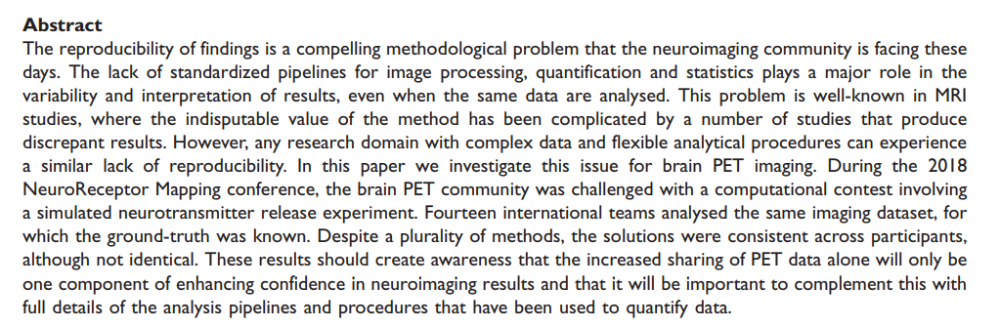 Abstract
The reproducibility of findings is a compelling methodological problem that the neuroimaging community is facing these
days. The lack of standardized pipelines for image processing, quantification and statistics plays a major role in the
variability and interpretation of results, even when the same data are analysed. This problem is well-known in MRI
studies, where the indisputable value of the method has been complicated by a number of studies that produce
discrepant results. However, any research domain with complex data and flexible analytical procedures can experience
a similar lack of reproducibility. In this paper we investigate this issue for brain PET imaging. During the 2018
NeuroReceptor Mapping conference, the brain PET community was challenged with a computational contest involving
a simulated neurotransmitter release experiment. Fourteen international teams analysed the same imaging dataset, for
which the ground-truth was known. Despite a plurality of methods, the solutions were consistent across participants,
although not identical. These results should create awareness that the increased sharing of PET data alone will only be
one component of enhancing confidence in neuroimaging results and that it will be important to complement this with
full details of the analysis pipelines and procedures that have been used to quantify data.